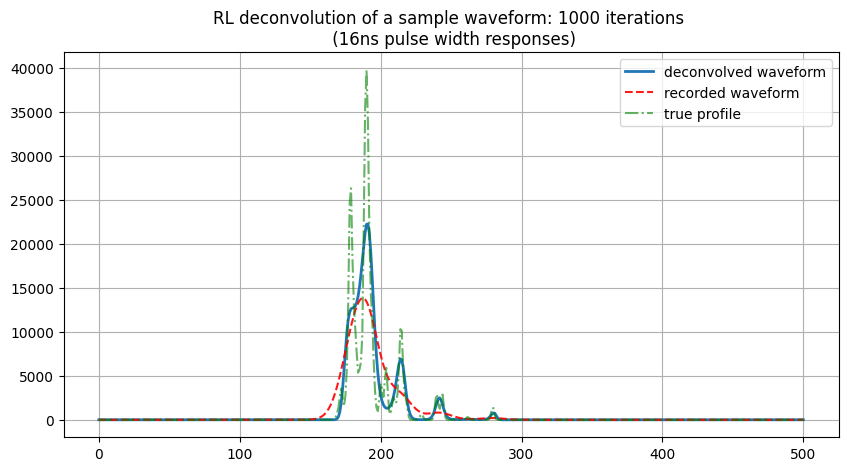 RL deconvolution of a sample waveform: 1000 iterations
(16ns pulse width responses)
deconvolved waveform
recorded waveform
true profile
40000
35000
30000
25000
20000
15000
10000
5000
0
0 100 200 300 400 500